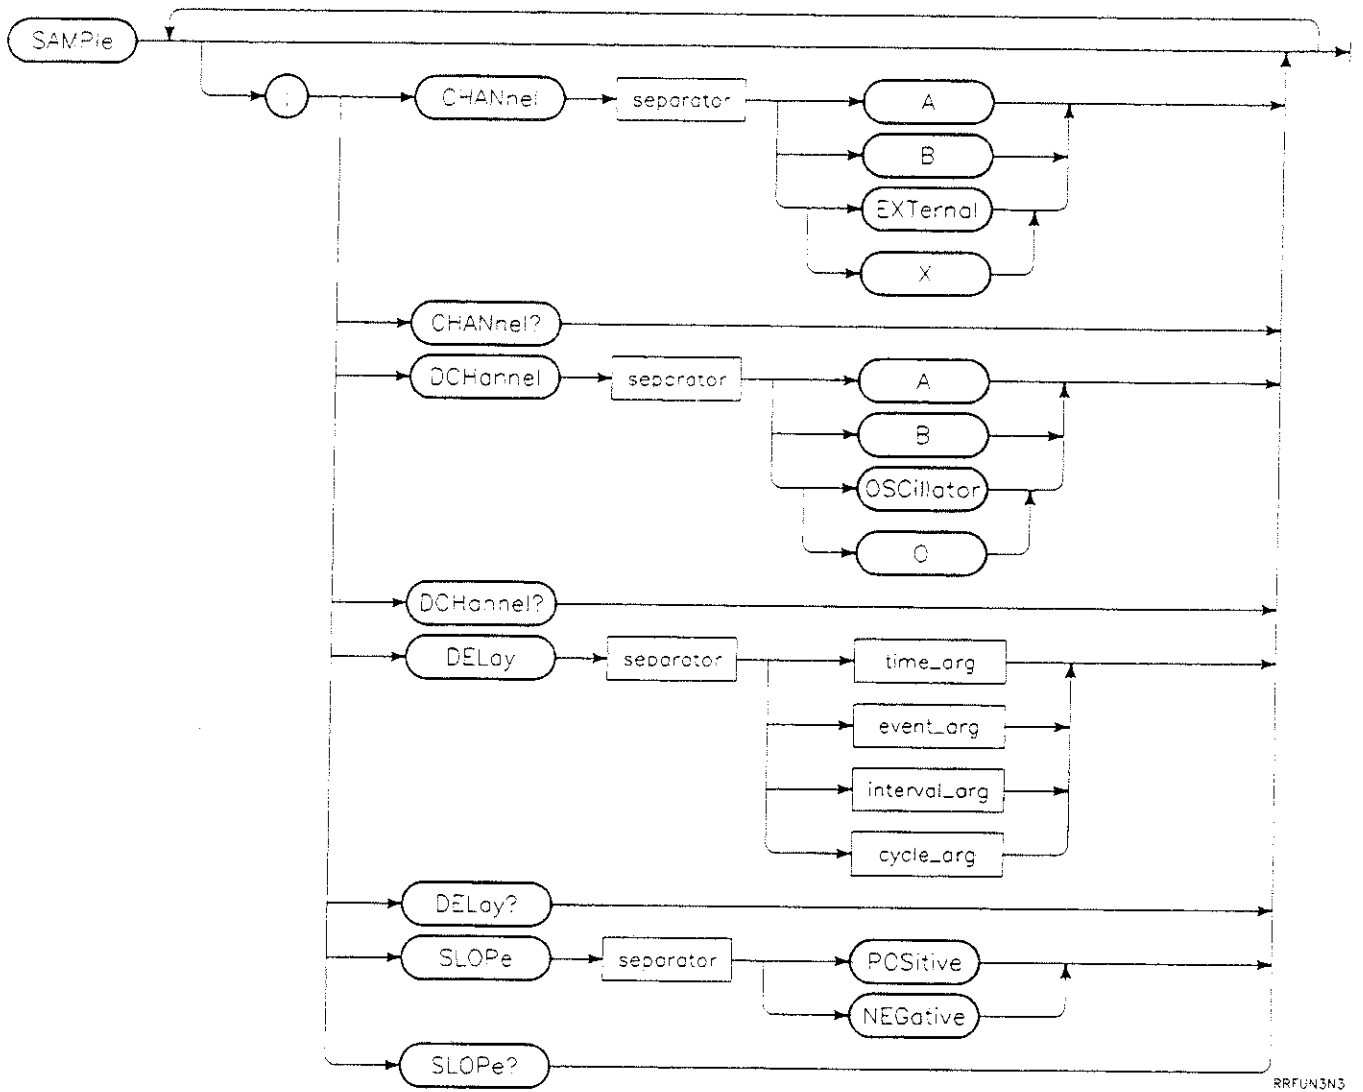 SAMPle
: CHANnel separator A
B
EXTernal
X
CHANnel?
DCHannel separator A
B
OSCillator
O
DCHannel?
DELay separator time_arg
event_arg
interval_arg
cycle_arg
DELay?
SLOPe separator POSitive
NEGative
SLOPe?
RRFUN3N3